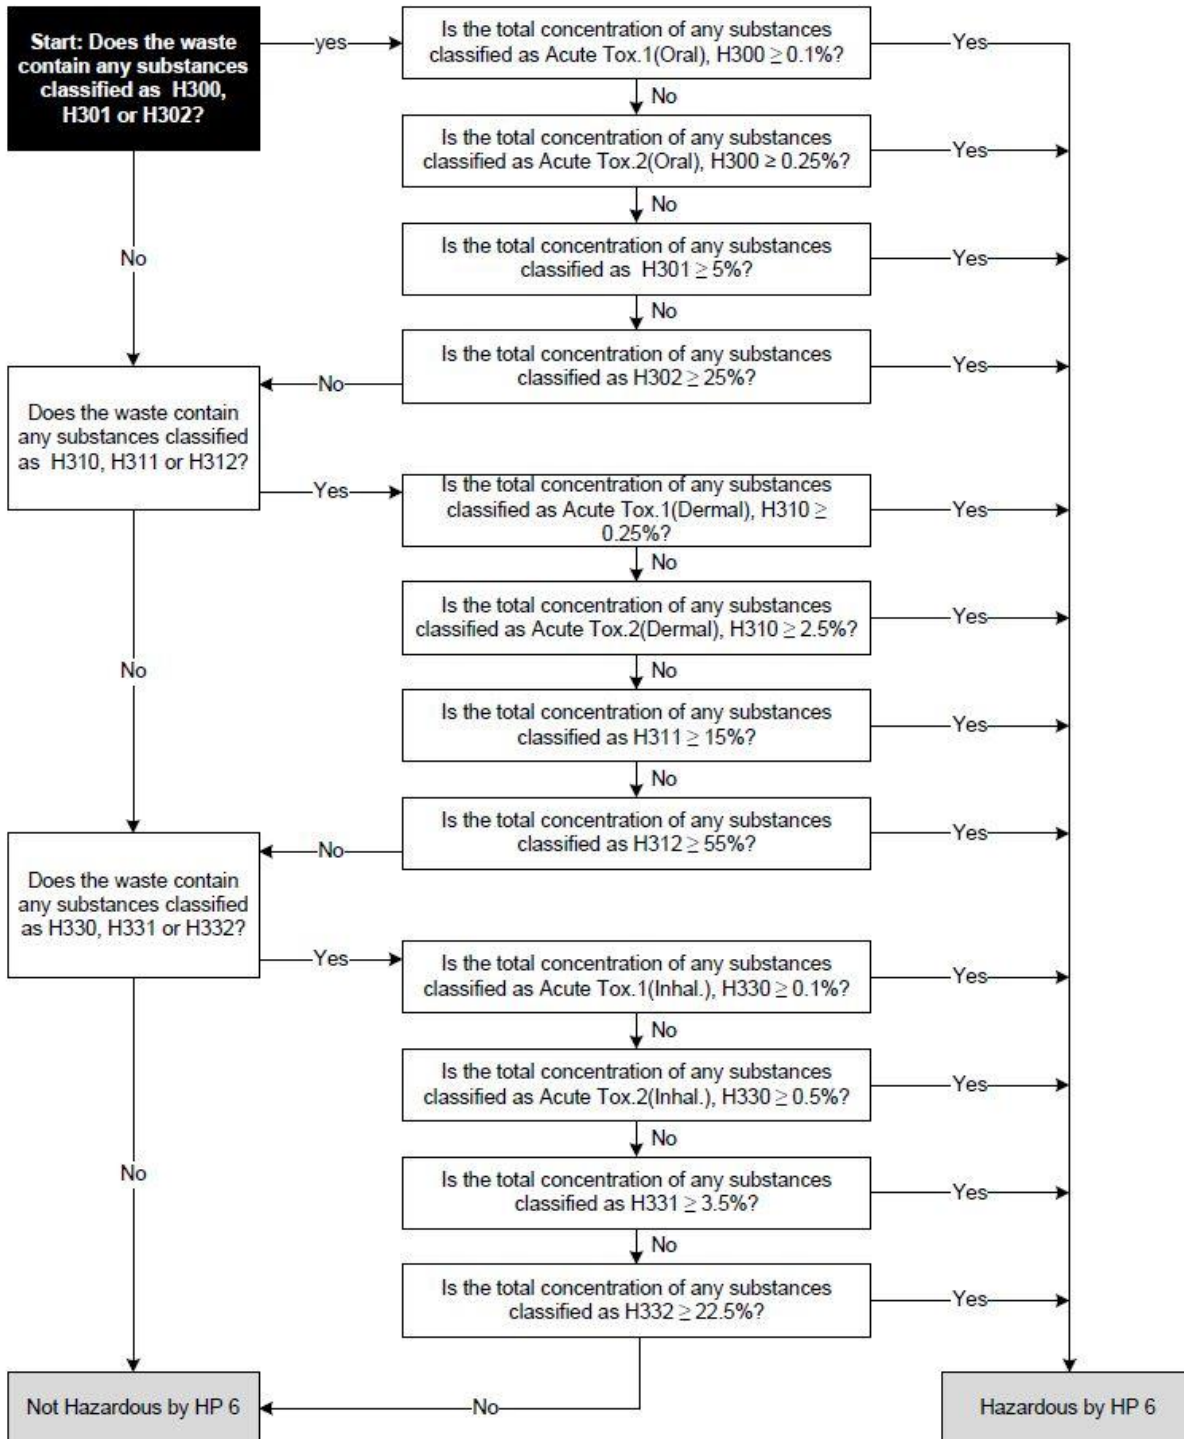 Start: Does the waste
contain any substances
classified as  H300,
H301 or H302?
yes
Is the total concentration of any substances
classified as Acute Tox.1(Oral), H300 ≥ 0.1%?
Yes
No
Is the total concentration of any substances
classified as Acute Tox.2(Oral), H300 ≥ 0.25%?
Yes
No
No
Is the total concentration of any substances
classified as  H301 ≥ 5%?
Yes
No
Is the total concentration of any substances
classified as H302 ≥ 25%?
Yes
No
Does the waste contain
any substances classified
as  H310, H311 or H312?
Yes
Is the total concentration of any substances
classified as Acute Tox.1(Dermal), H310 ≥
0.25%?
Yes
No
Is the total concentration of any substances
classified as Acute Tox.2(Dermal), H310 ≥ 2.5%?
Yes
No
No
Is the total concentration of any substances
classified as H311 ≥ 15%?
Yes
No
Is the total concentration of any substances
classified as H312 ≥ 55%?
Yes
No
Does the waste contain
any substances classified
as H330, H331 or H332?
Yes
Is the total concentration of any substances
classified as Acute Tox.1(Inhal.), H330 ≥ 0.1%?
Yes
No
Is the total concentration of any substances
classified as Acute Tox.2(Inhal.), H330 ≥ 0.5%?
Yes
No
No
Is the total concentration of any substances
classified as H331 ≥ 3.5%?
Yes
No
Is the total concentration of any substances
classified as H332 ≥ 22.5%?
Yes
Not Hazardous by HP 6
No
Hazardous by HP 6